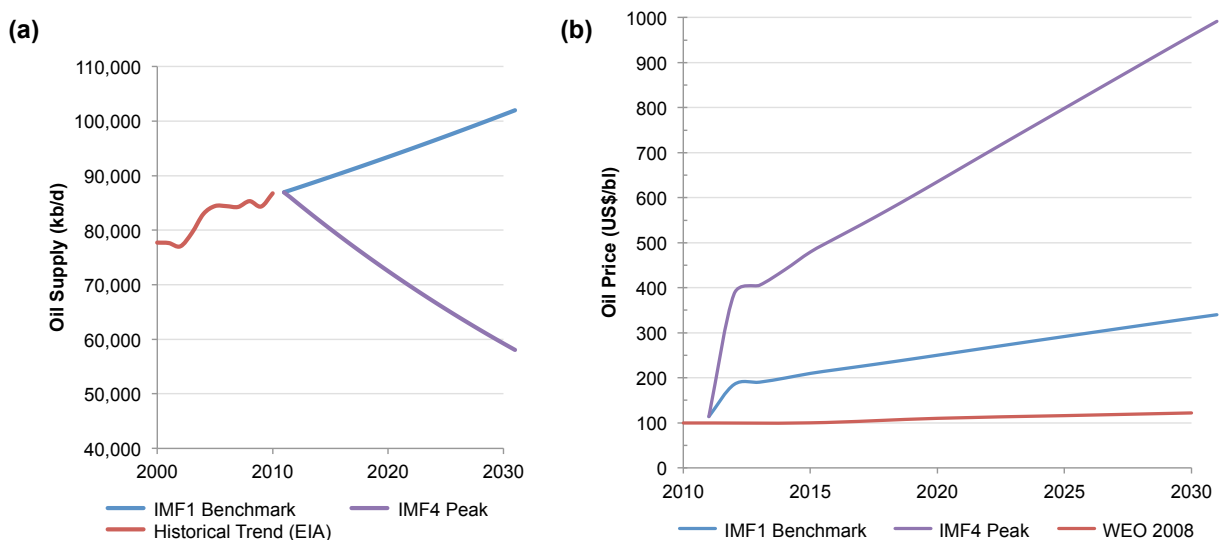 (a)
Oil Supply (kb/d)
110,000
100,000
90,000
80,000
70,000
60,000
50,000
40,000
2000
2010
2020
2030
IMF1 Benchmark
IMF4 Peak
Historical Trend (EIA)
(b)
Oil Price (US$/bl)
1000
900
800
700
600
500
400
300
200
100
0
2010
2015
2020
2025
2030
IMF1 Benchmark
IMF4 Peak
WEO 2008